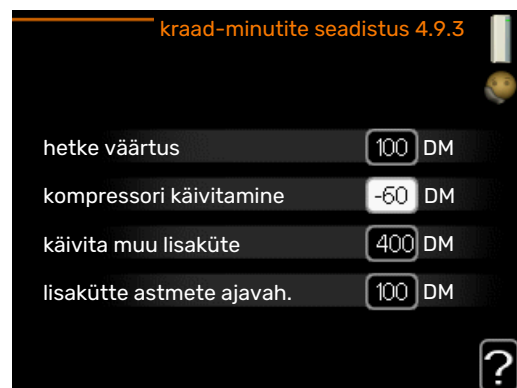 kraad-minutite seadistus 4.9.3
hetke väärtus 100 DM
kompressori käivitamine -60 DM
käivita muu lisaküte 400 DM
lisakütte astmete ajavah. 100 DM
?